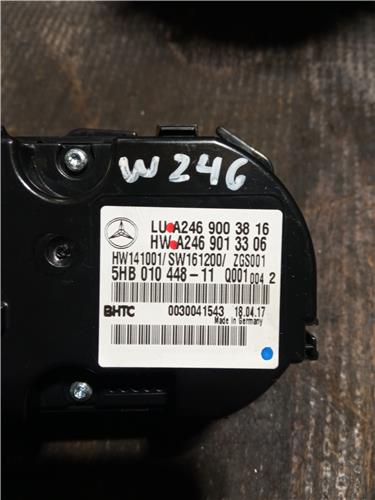 W 246
LU A246 900 38 16
HW A246 901 33 06
HW141001/SW161200/ ZGS001
5HB 010 448-11 Q001 004 2
BHTC 0030041543 18.04.17
Made in Germany